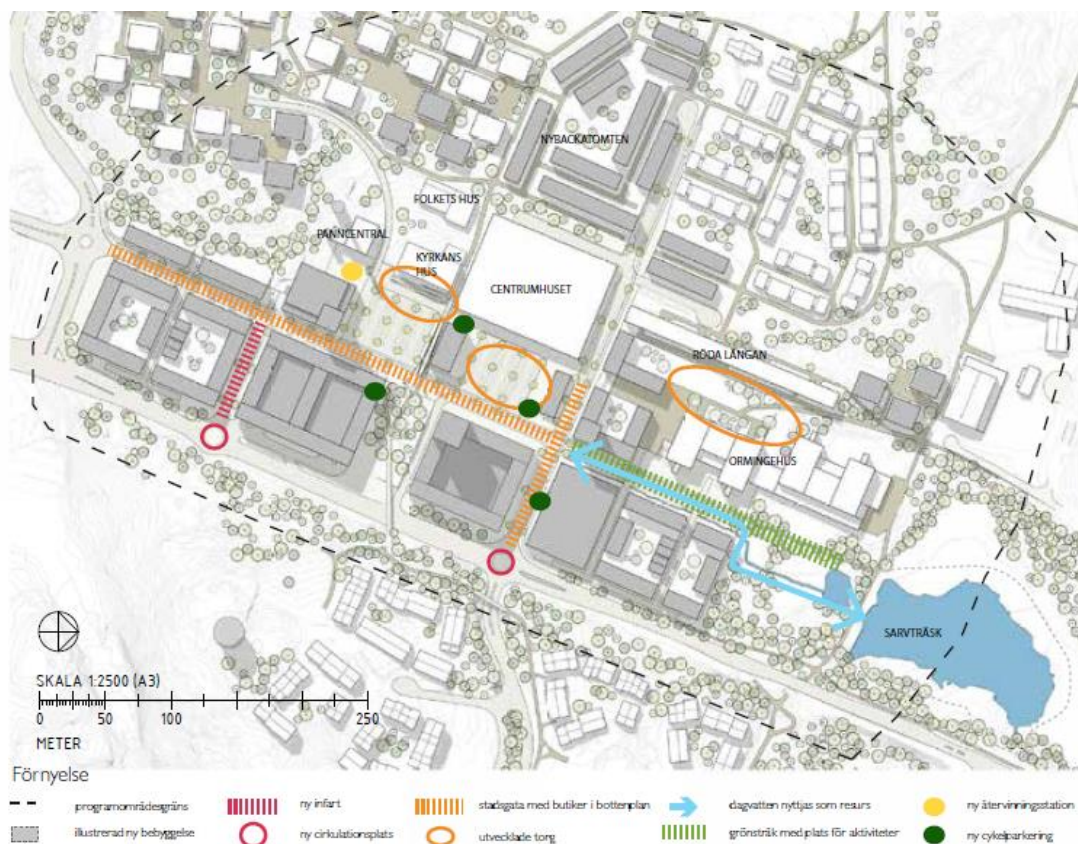 NYBACKATOMTEN
FOLKETS HUS
PANNCENTRAL
KYRKANS
HUS
CENTRUMHUSET
RÖDA LÄNGAN
ORMINGEHUS
SARVTRÄSK
SKALA 1:2500 (A3)
0 50 100 250
METER
Förnyelse
programområdesgräns
ny infart
stadsgata med butiker i bottenplan
dagvatten nyttjas som resurs
ny återvinningsstation
illustrerad ny bebyggelse
ny cirkulationsplats
utvecklade torg
grönstråk med plats för aktiviteter
ny cykelparkering